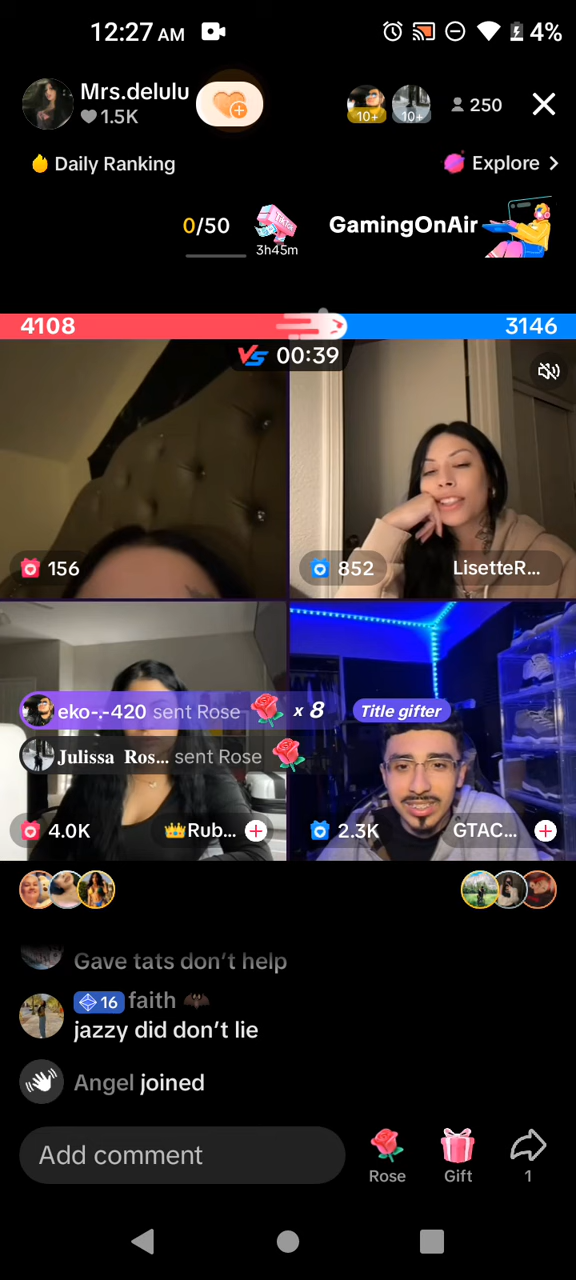 12:27 AM
4%
Mrs.delulu
1.5K
10+
10+
250
Daily Ranking
Explore
0/50
TikTok
3h45m
GamingOnAir
4108
3146
VS 00:39
156
852
LisetteR...
eko-.-420 sent Rose x 8
Title gifter
Julissa Ros... sent Rose
4.0K
Rub...
2.3K
GTAC...
Gave tats don't help
16 faith
jazzy did don't lie
Angel joined
Add comment
Rose
Gift
1